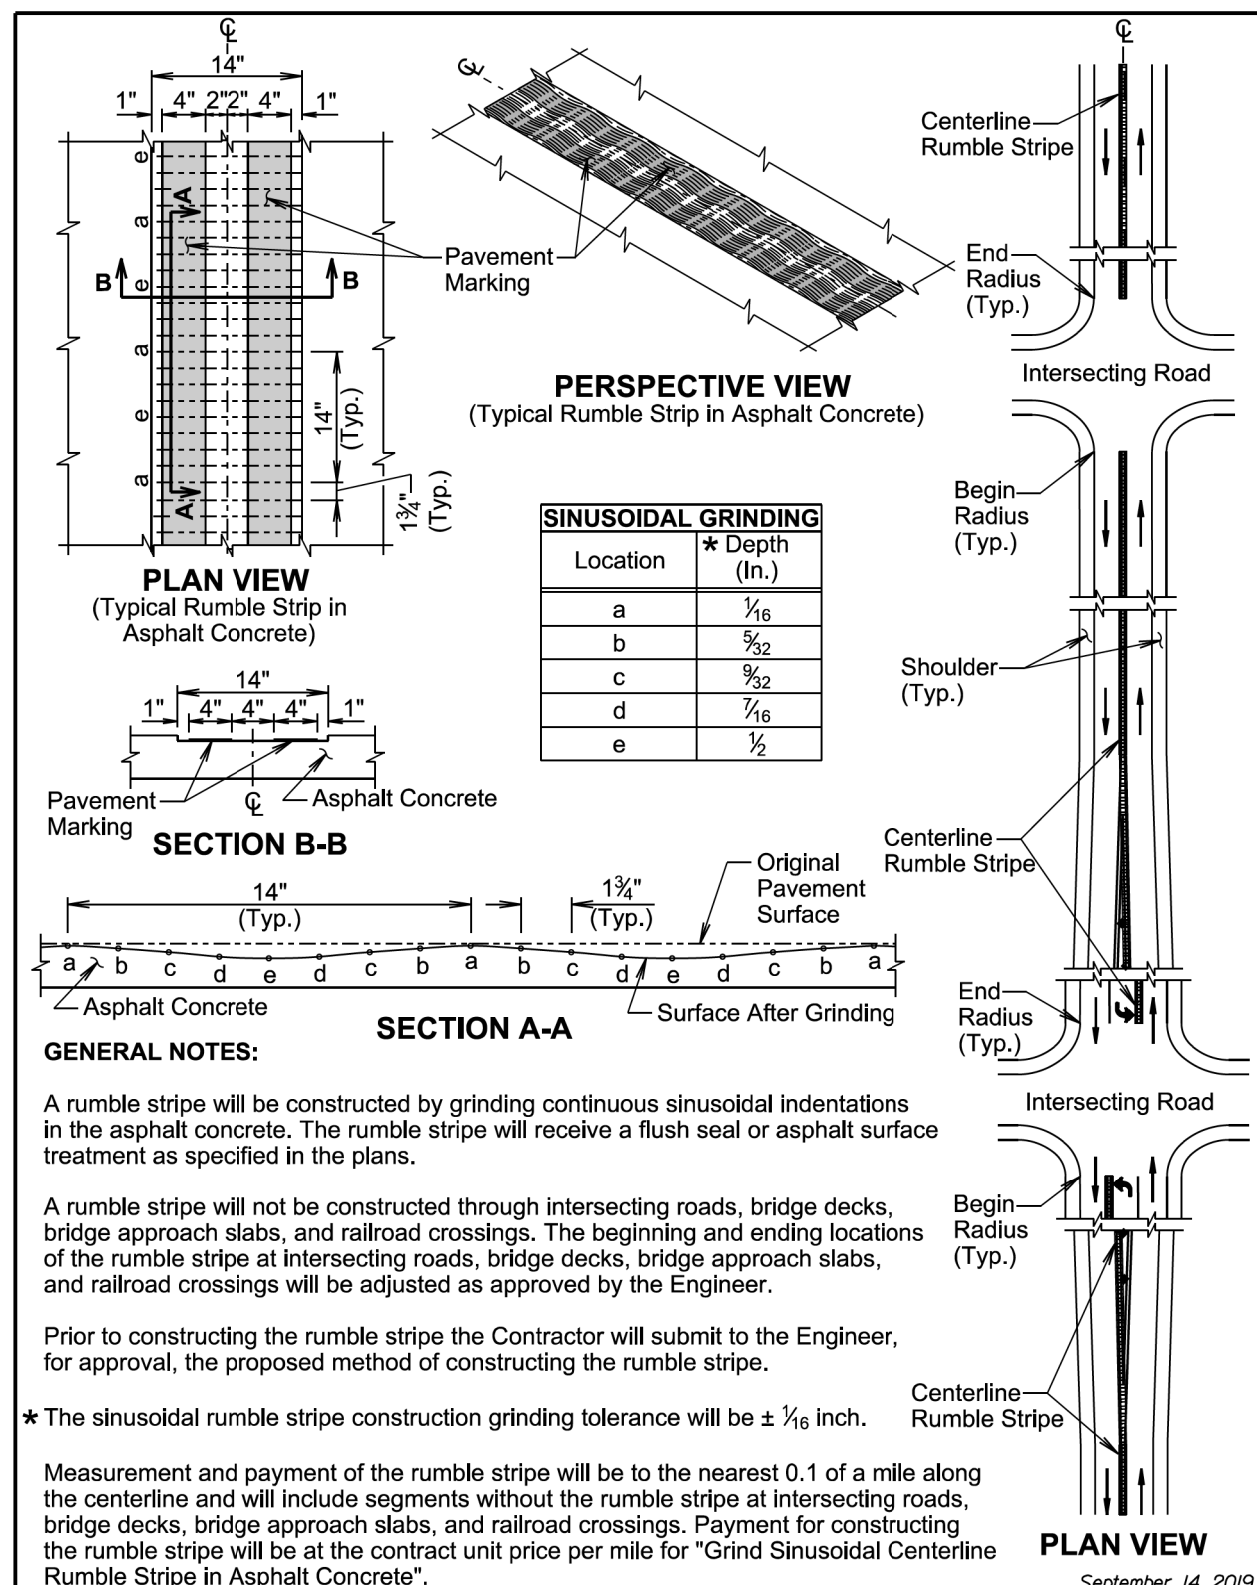 ℄
14"
1" 4" 2" 2" 4" 1"
e
a
e
a
e
a
A
A
B
B
14"
(Typ.)
1¾"
(Typ.)
Pavement
Marking
PLAN VIEW
(Typical Rumble Strip in
Asphalt Concrete)
℄
PERSPECTIVE VIEW
(Typical Rumble Strip in Asphalt Concrete)
SINUSOIDAL GRINDING
Location
* Depth
(In.)
a 1/16
b 5/32
c 9/32
d 7/16
e 1/2
14"
1" 4" 4" 4" 1"
Pavement
Marking
℄
Asphalt Concrete
SECTION B-B
14"
(Typ.)
1¾"
(Typ.)
Original
Pavement
Surface
a b c d e d c b a b c d e d c b a
Asphalt Concrete
Surface After Grinding
SECTION A-A
GENERAL NOTES:
A rumble stripe will be constructed by grinding continuous sinusoidal indentations
in the asphalt concrete. The rumble stripe will receive a flush seal or asphalt surface
treatment as specified in the plans.
A rumble stripe will not be constructed through intersecting roads, bridge decks,
bridge approach slabs, and railroad crossings. The beginning and ending locations
of the rumble stripe at intersecting roads, bridge decks, bridge approach slabs,
and railroad crossings will be adjusted as approved by the Engineer.
Prior to constructing the rumble stripe the Contractor will submit to the Engineer,
for approval, the proposed method of constructing the rumble stripe.
* The sinusoidal rumble stripe construction grinding tolerance will be ± 1/16 inch.
Measurement and payment of the rumble stripe will be to the nearest 0.1 of a mile along
the centerline and will include segments without the rumble stripe at intersecting roads,
bridge decks, bridge approach slabs, and railroad crossings. Payment for constructing
the rumble stripe will be at the contract unit price per mile for "Grind Sinusoidal Centerline
Rumble Stripe in Asphalt Concrete".
℄
Centerline
Rumble Stripe
End
Radius
(Typ.)
Intersecting Road
Begin
Radius
(Typ.)
Shoulder
(Typ.)
Centerline
Rumble Stripe
End
Radius
(Typ.)
Intersecting Road
Begin
Radius
(Typ.)
Centerline
Rumble Stripe
PLAN VIEW
September 14, 2019